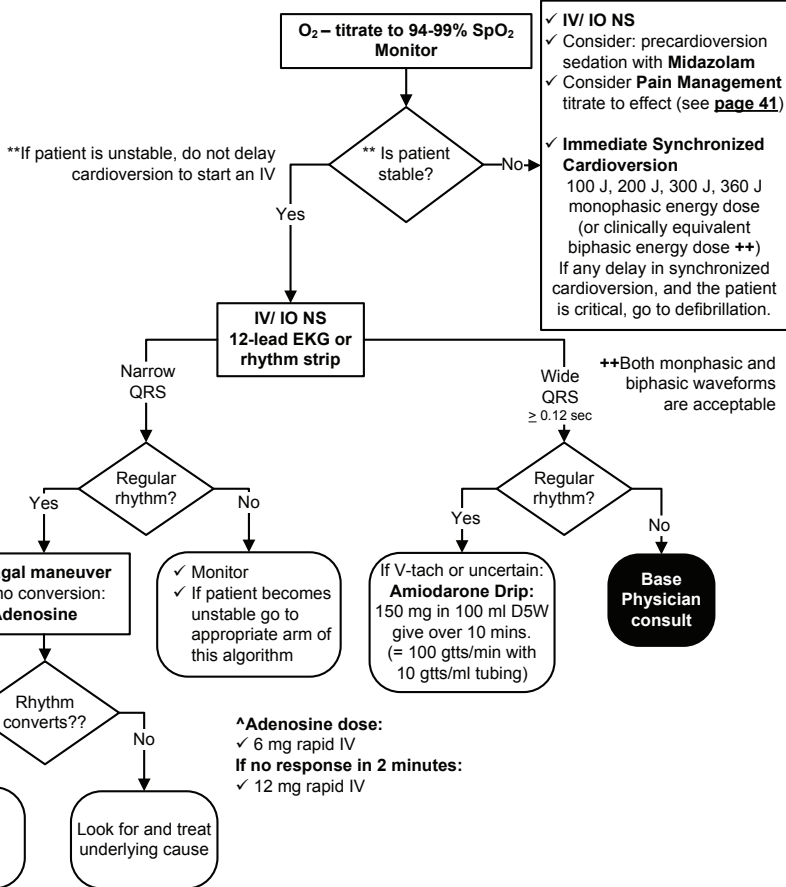 O₂ – titrate to 94-99% SpO₂
Monitor
✓ IV/ IO NS
✓ Consider: precardioversion
sedation with Midazolam
✓ Consider Pain Management
titrate to effect (see page 41)
✓ Immediate Synchronized
Cardioversion
100 J, 200 J, 300 J, 360 J
monophasic energy dose
(or clinically equivalent
biphasic energy dose ++)
If any delay in synchronized
cardioversion, and the patient
is critical, go to defibrillation.
**If patient is unstable, do not delay
cardioversion to start an IV
** Is patient
stable?
No
Yes
IV/ IO NS
12-lead EKG or
rhythm strip
Narrow
QRS
Wide
QRS
≥ 0.12 sec
++Both monphasic and
biphasic waveforms
are acceptable
Regular
rhythm?
Yes
No
Regular
rhythm?
Yes
No
gal maneuver
no conversion:
Adenosine
✓ Monitor
✓ If patient becomes
unstable go to
appropriate arm of
this algorithm
If V-tach or uncertain:
Amiodarone Drip:
150 mg in 100 ml D5W
give over 10 mins.
(= 100 gtts/min with
10 gtts/ml tubing)
Base
Physician
consult
Rhythm
converts??
No
^Adenosine dose:
✓ 6 mg rapid IV
If no response in 2 minutes:
✓ 12 mg rapid IV
Look for and treat
underlying cause